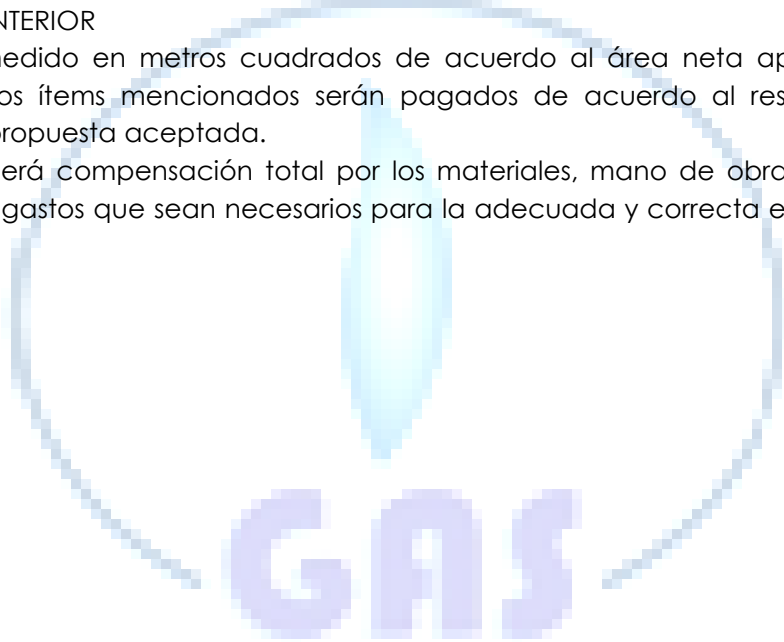 NTERIOR
nedido en metros cuadrados de acuerdo al área neta ap
os ítems mencionados serán pagados de acuerdo al res
ropuesta aceptada.
erá compensación total por los materiales, mano de obra
gastos que sean necesarios para la adecuada y correcta e
GAS